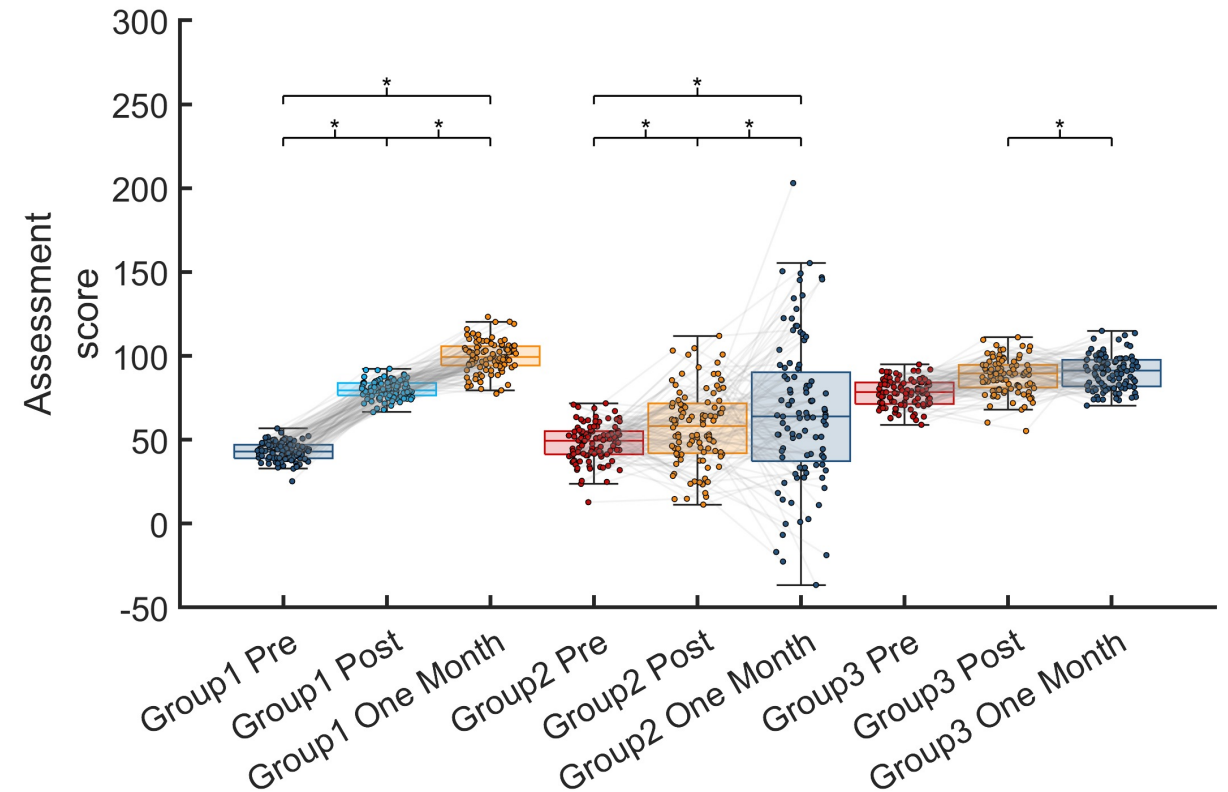 300
250
200
150
100
50
0
-50
Assessment
score
*
*
*
*
*
*
*
Group1 Pre
Group1 Post
Group1 One Month
Group2 Pre
Group2 Post
Group2 One Month
Group3 Pre
Group3 Post
Group3 One Month